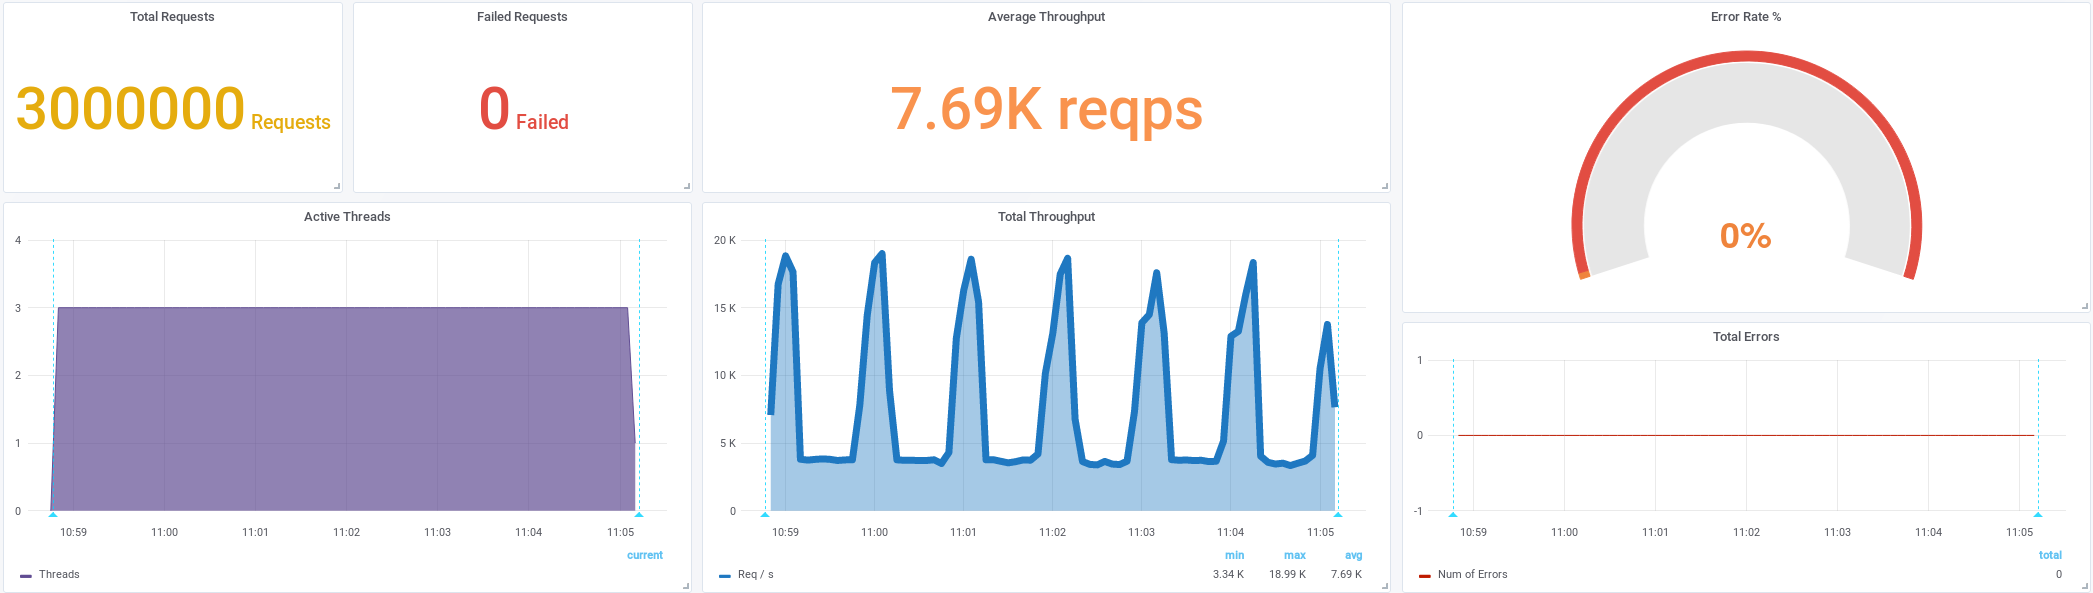 Total Requests
3000000 Requests
Failed Requests
0 Failed
Average Throughput
7.69K reqps
Error Rate %
0%
Active Threads
4
3
2
1
0
10:59 11:00 11:01 11:02 11:03 11:04 11:05
current
Threads
Total Throughput
20 K
15 K
10 K
5 K
0
10:59 11:00 11:01 11:02 11:03 11:04 11:05
min max avg
Req / s 3.34 K 18.99 K 7.69 K
Total Errors
1
0
-1
10:59 11:00 11:01 11:02 11:03 11:04 11:05
total
Num of Errors 0